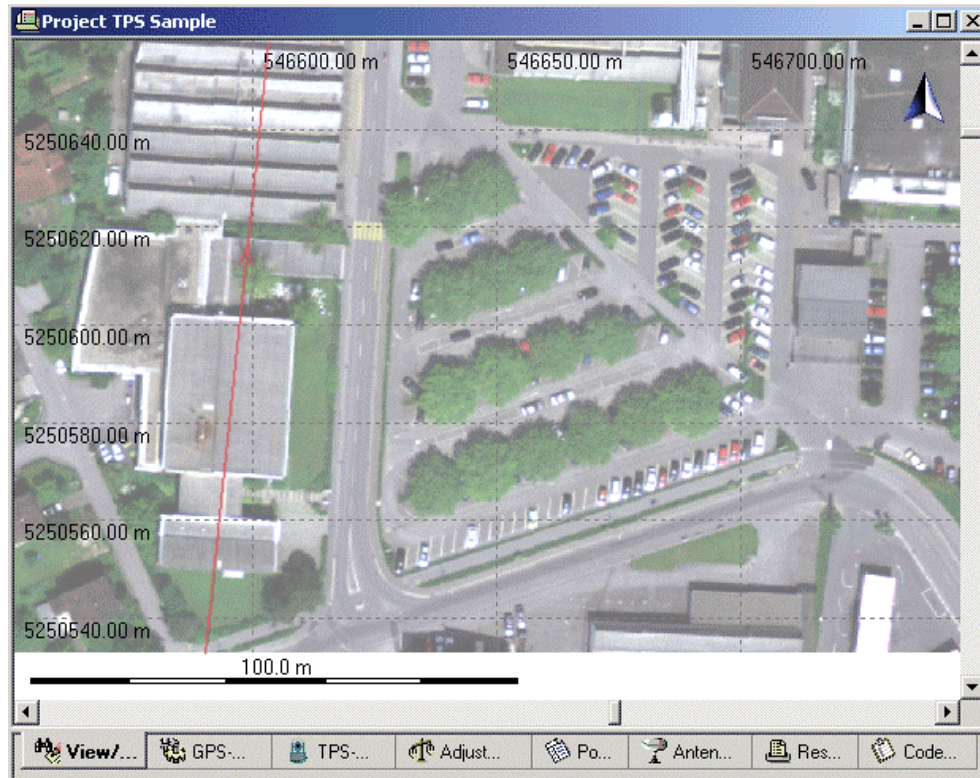 Project TPS Sample
546600.00 m 546650.00 m 546700.00 m
5250640.00 m
5250620.00 m
5250600.00 m
5250580.00 m
5250560.00 m
5250540.00 m
100.0 m
View/... GPS-... TPS-... Adjust... Po... Anten... Res... Code...